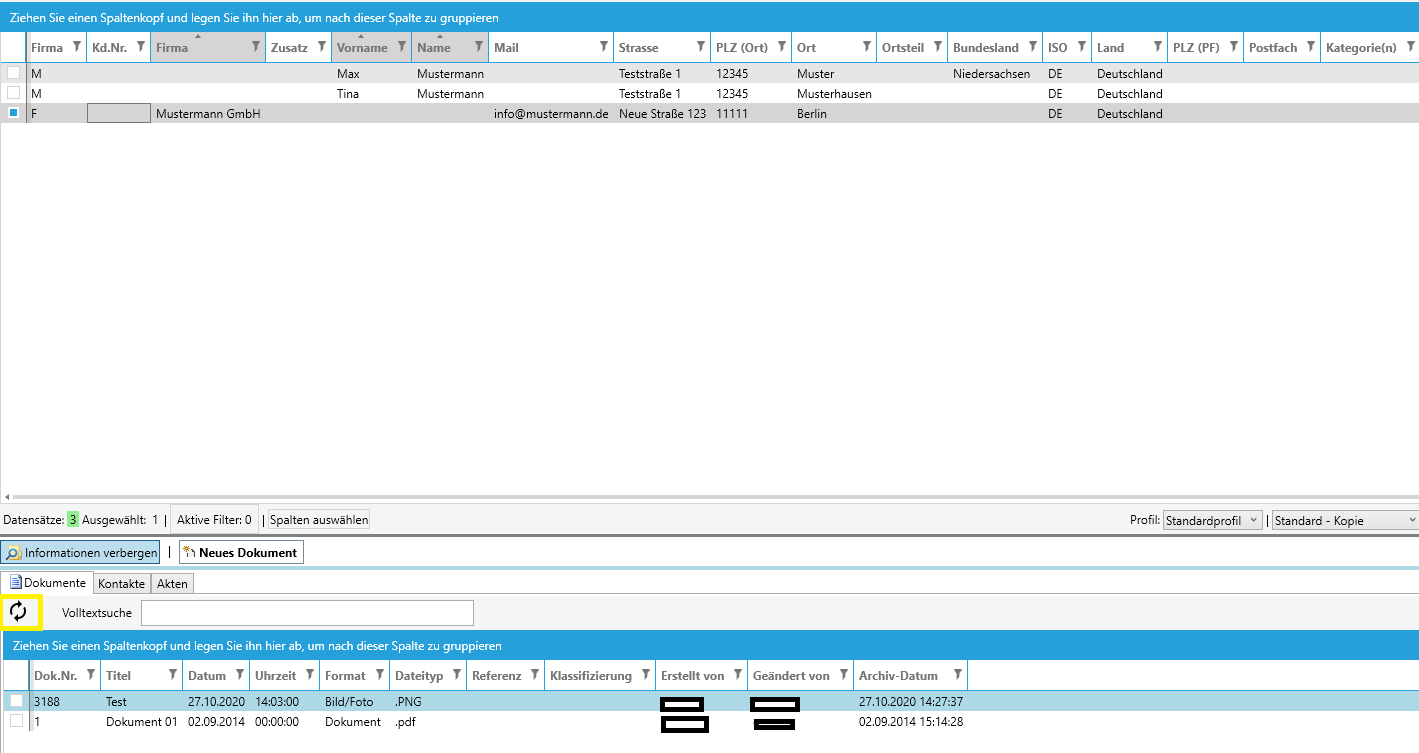 Ziehen Sie einen Spaltenkopf und legen Sie ihn hier ab, um nach dieser Spalte zu gruppieren
Firma Kd.Nr. Firma Zusatz Vorname Name Mail Strasse PLZ (Ort) Ort Ortsteil Bundesland ISO Land PLZ (PF) Postfach Kategorie(n)
M Max Mustermann Teststraße 1 12345 Muster Niedersachsen DE Deutschland
M Tina Mustermann Teststraße 1 12345 Musterhausen DE Deutschland
F Mustermann GmbH info@mustermann.de Neue Straße 123 11111 Berlin DE Deutschland
Datensätze: 3 Ausgewählt: 1 | Aktive Filter: 0 | Spalten auswählen Profil: Standardprofil | Standard - Kopie
Informationen verbergen | Neues Dokument
Dokumente Kontakte Akten
Volltextsuche
Ziehen Sie einen Spaltenkopf und legen Sie ihn hier ab, um nach dieser Spalte zu gruppieren
Dok.Nr. Titel Datum Uhrzeit Format Dateityp Referenz Klassifizierung Erstellt von Geändert von Archiv-Datum
3188 Test 27.10.2020 14:03:00 Bild/Foto .PNG 27.10.2020 14:27:37
1 Dokument 01 02.09.2014 00:00:00 Dokument .pdf 02.09.2014 15:14:28